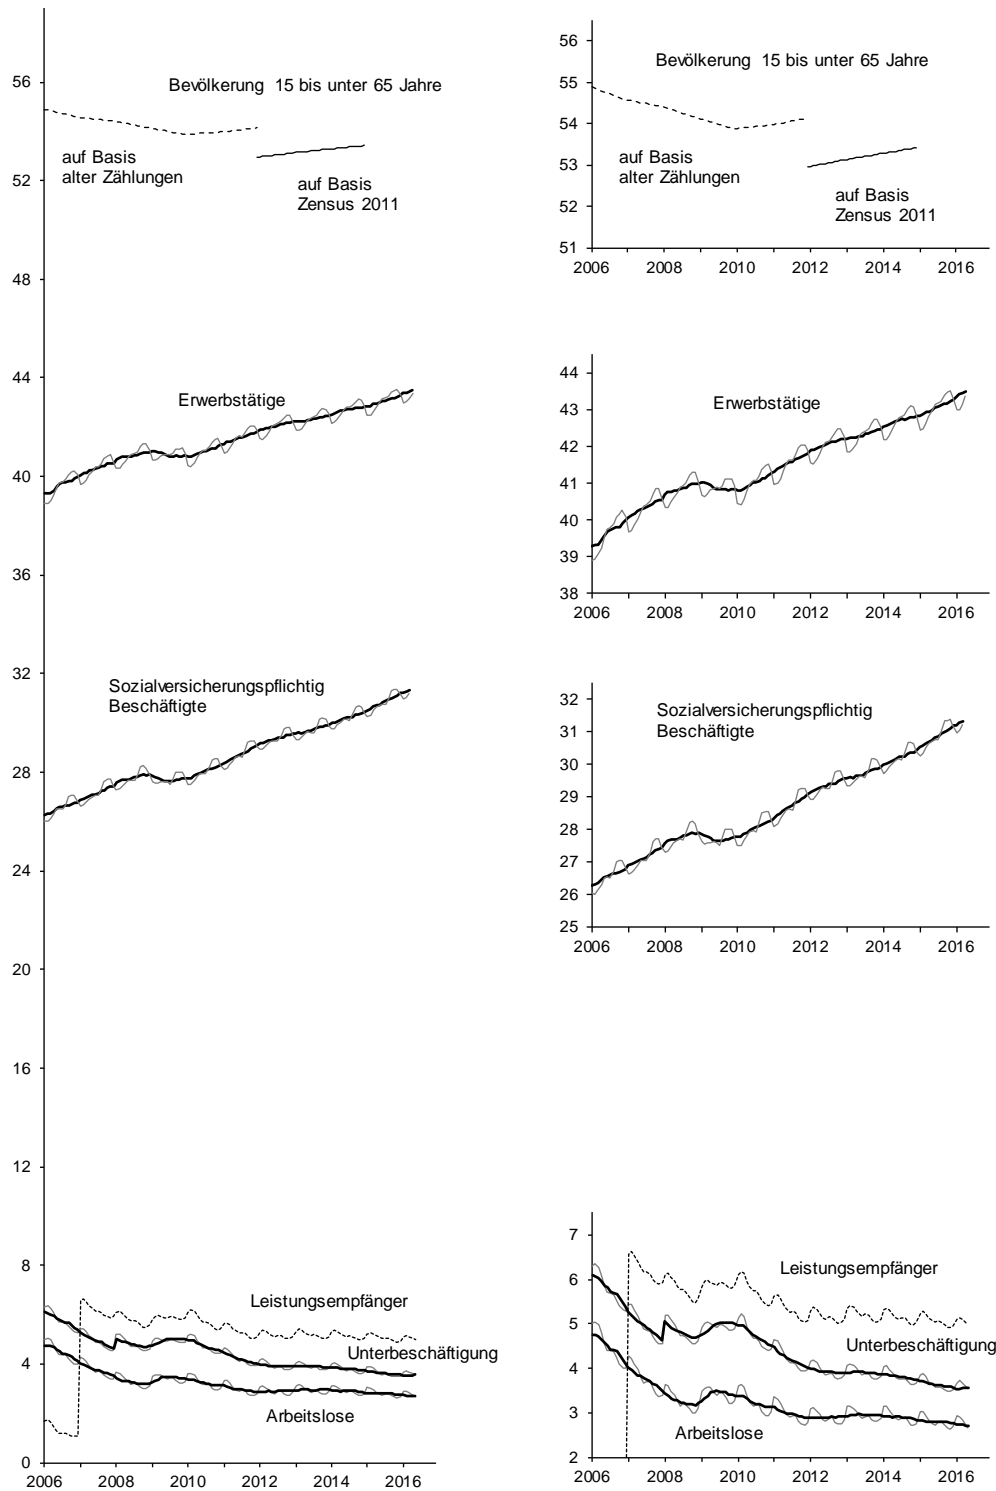 56
52
48
44
40
36
32
28
24
20
16
12
8
4
0
2006 2008 2010 2012 2014 2016
Bevölkerung 15 bis unter 65 Jahre
auf Basis
alter Zählungen
auf Basis
Zensus 2011
Erwerbstätige
Sozialversicherungspflichtig
Beschäftigte
Leistungsempfänger
Unterbeschäftigung
Arbeitslose
56
55
54
53
52
51
2006 2008 2010 2012 2014 2016
Bevölkerung 15 bis unter 65 Jahre
auf Basis
alter Zählungen
auf Basis
Zensus 2011
44
43
42
41
40
39
38
2006 2008 2010 2012 2014 2016
Erwerbstätige
32
31
30
29
28
27
26
25
2006 2008 2010 2012 2014 2016
Sozialversicherungspflichtig
Beschäftigte
7
6
5
4
3
2
2006 2008 2010 2012 2014 2016
Leistungsempfänger
Unterbeschäftigung
Arbeitslose